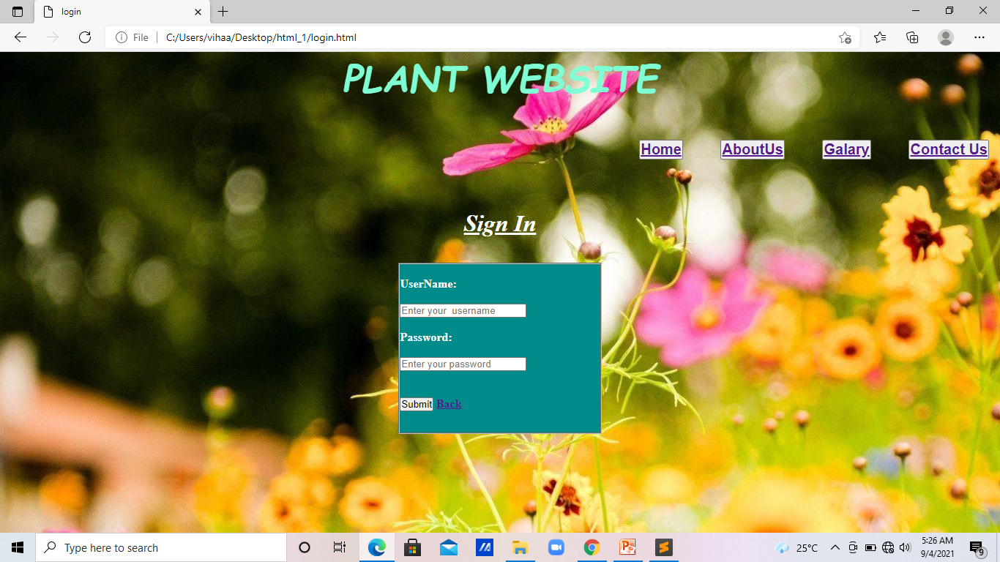 login
File
C:/Users/vihaa/Desktop/html_1/login.html
PLANT WEBSITE
Home AboutUs Galary Contact Us
Sign In
UserName:
Enter your  username
Password:
Enter your password
Submit Back
Type here to search
25°C
5:26 AM
9/4/2021
9